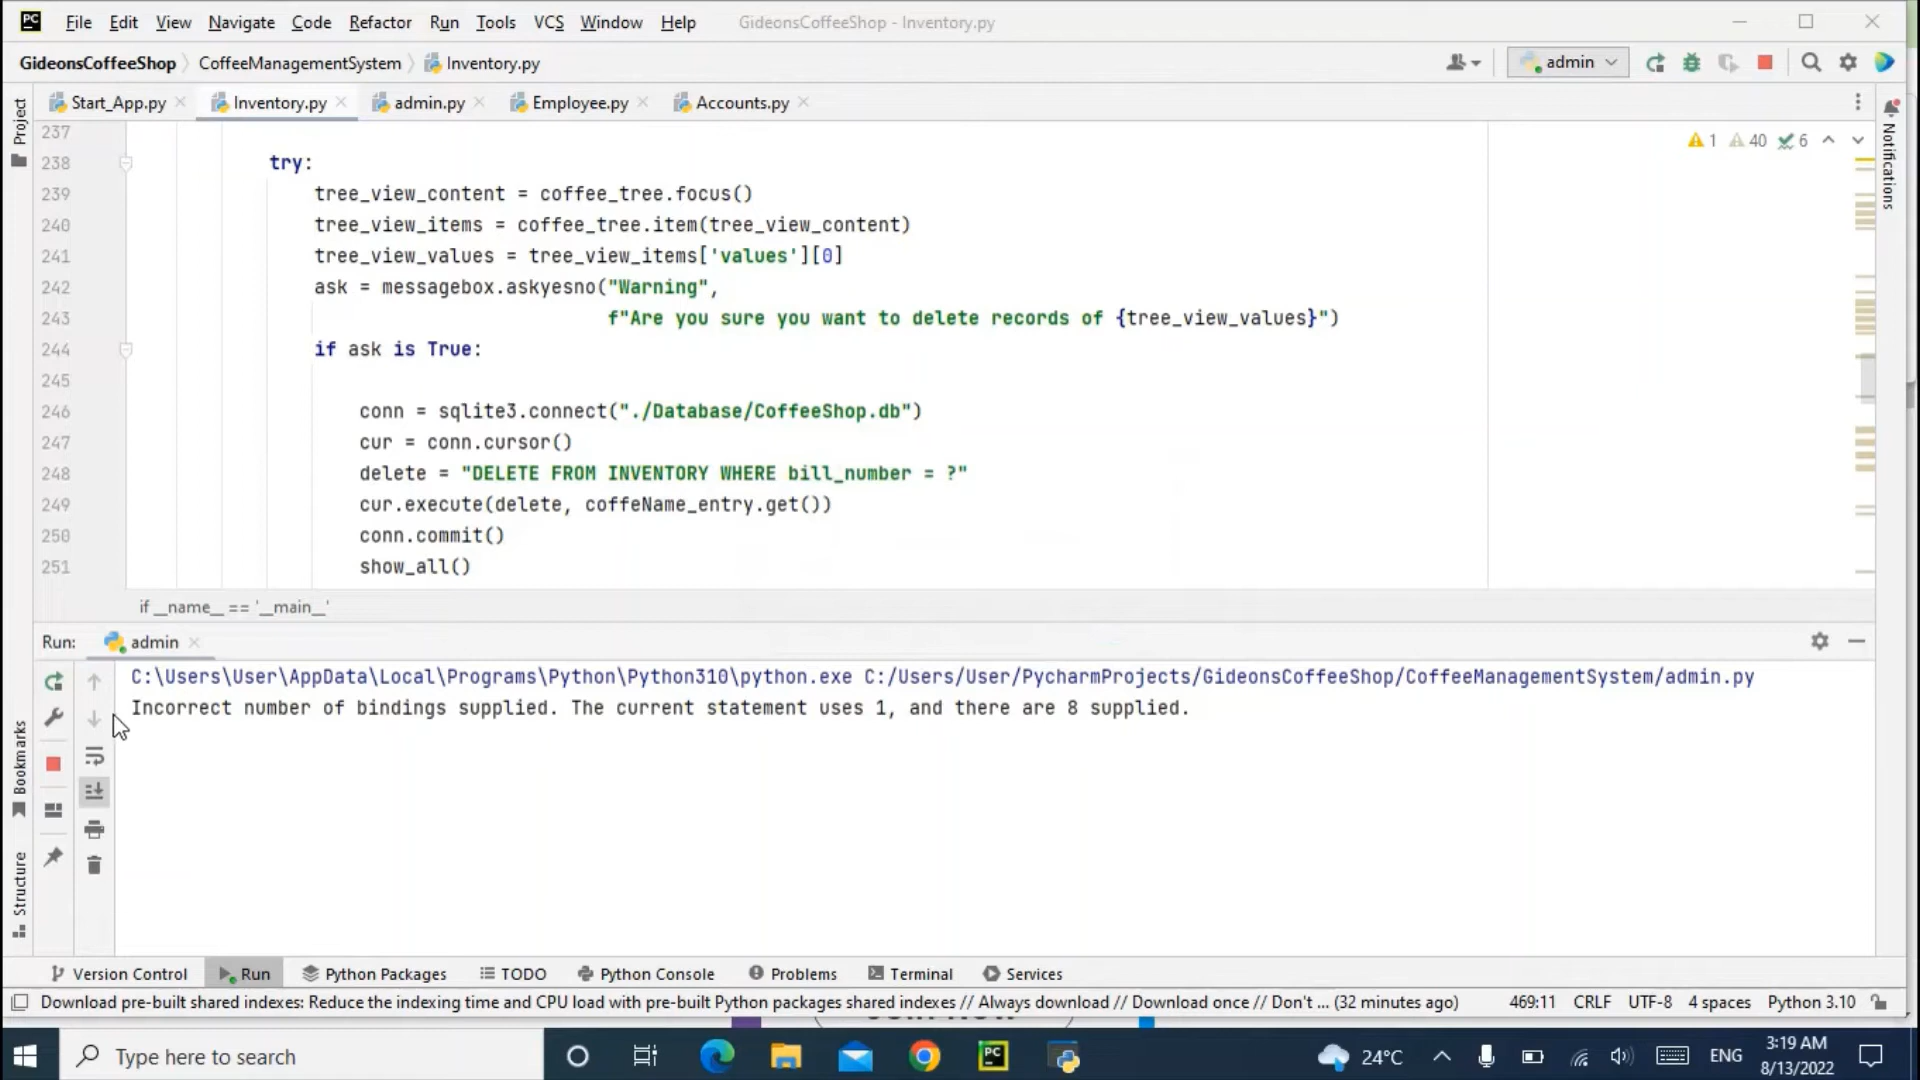 PC File Edit View Navigate Code Refactor Run Tools VCS Window Help GideonsCoffeeShop - Inventory.py
GideonsCoffeeShop CoffeeManagementSystem Inventory.py admin
Start_App.py Inventory.py admin.py Employee.py Accounts.py
Project
Notifications
1 40 6
237
238 try:
239 tree_view_content = coffee_tree.focus()
240 tree_view_items = coffee_tree.item(tree_view_content)
241 tree_view_values = tree_view_items['values'][0]
242 ask = messagebox.askyesno("Warning",
243 f"Are you sure you want to delete records of {tree_view_values}")
244 if ask is True:
245
246 conn = sqlite3.connect("./Database/CoffeeShop.db")
247 cur = conn.cursor()
248 delete = "DELETE FROM INVENTORY WHERE bill_number = ?"
249 cur.execute(delete, coffeName_entry.get())
250 conn.commit()
251 show_all()
if __name__ == '__main__'
Run: admin
C:\Users\User\AppData\Local\Programs\Python\Python310\python.exe C:/Users/User/PycharmProjects/GideonsCoffeeShop/CoffeeManagementSystem/admin.py
Incorrect number of bindings supplied. The current statement uses 1, and there are 8 supplied.
Bookmarks
Structure
Version Control Run Python Packages TODO Python Console Problems Terminal Services
Download pre-built shared indexes: Reduce the indexing time and CPU load with pre-built Python packages shared indexes // Always download // Download once // Don't ... (32 minutes ago) 469:11 CRLF UTF-8 4 spaces Python 3.10
Type here to search PC 24°C ENG 3:19 AM
8/13/2022